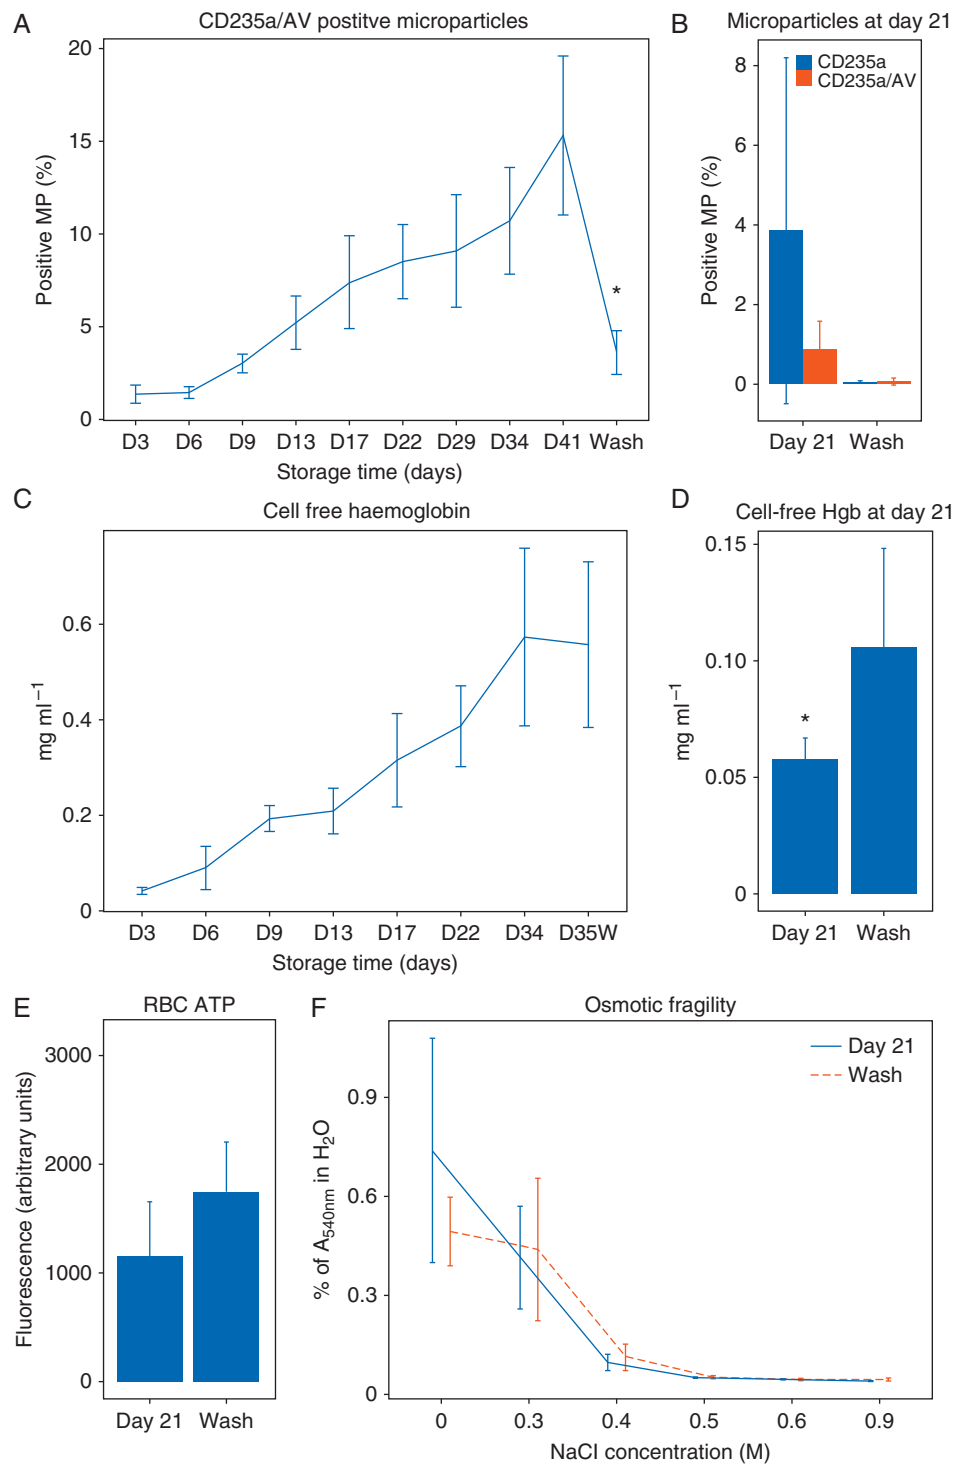 A
CD235a/AV postitve microparticles
Positive MP (%)
20
15
10
5
0
*
D3 D6 D9 D13 D17 D22 D29 D34 D41 Wash
Storage time (days)
B
Microparticles at day 21
CD235a
CD235a/AV
Positive MP (%)
8
6
4
2
0
Day 21 Wash
C
Cell free haemoglobin
mg ml⁻¹
0.6
0.4
0.2
0
D3 D6 D9 D13 D17 D22 D34 D35W
Storage time (days)
D
Cell-free Hgb at day 21
mg ml⁻¹
0.15
0.10
0.05
0
*
Day 21 Wash
E
RBC ATP
Fluorescence (arbitrary units)
3000
2000
1000
0
Day 21 Wash
F
Osmotic fragility
Day 21
Wash
% of A540nm in H₂O
0.9
0.6
0.3
0
0 0.3 0.4 0.5 0.6 0.9
NaCl concentration (M)